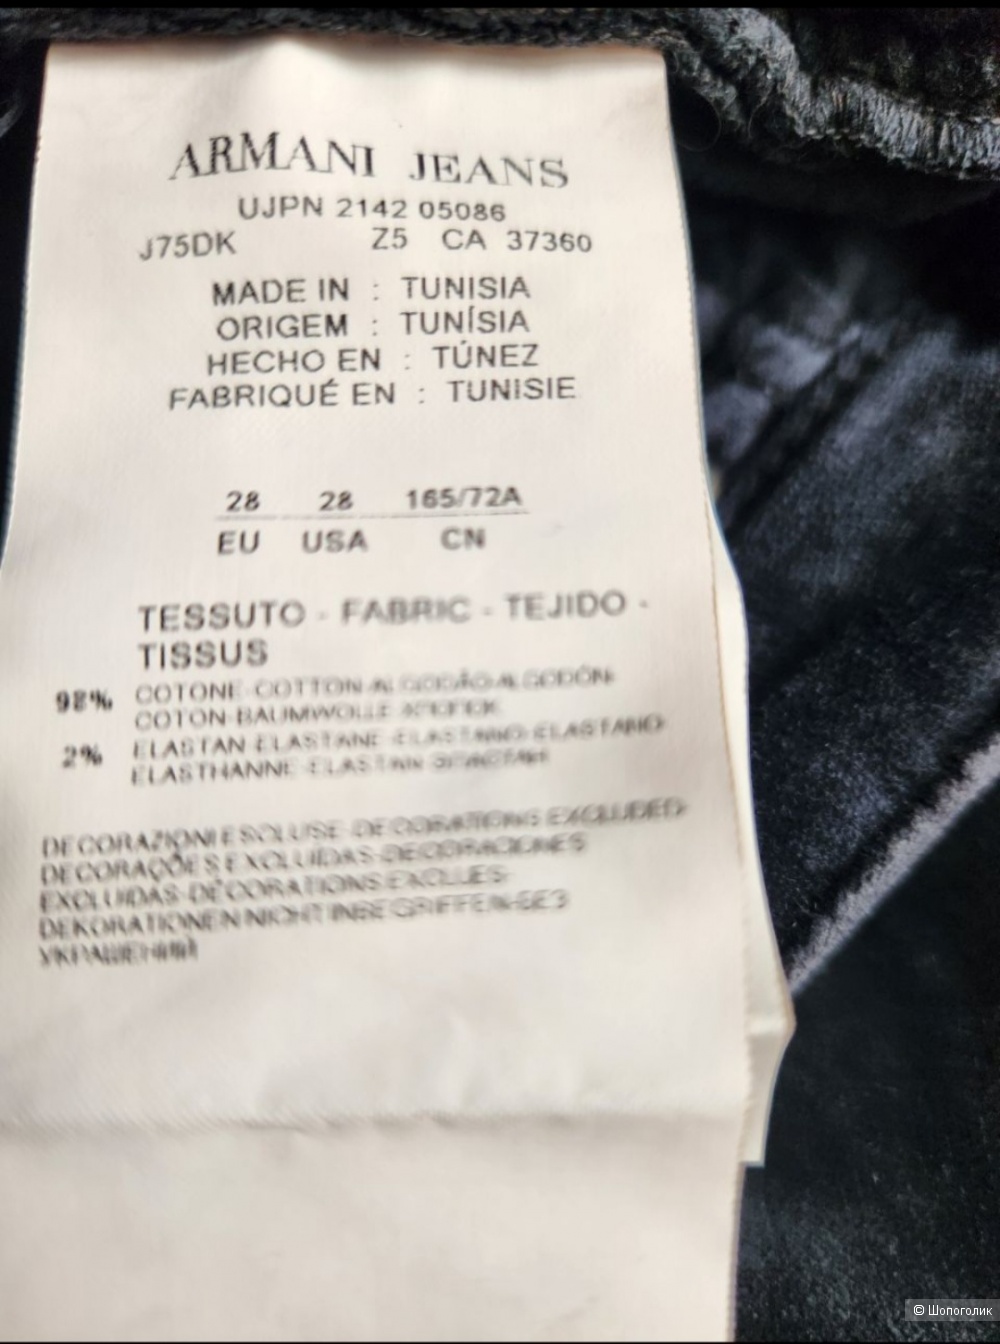 ARMANI JEANS
UJPN 2142 05086
J75DK Z5 CA 37360
MADE IN : TUNISIA
ORIGEM : TUNÍSIA
HECHO EN : TÚNEZ
FABRIQUÉ EN : TUNISIE
28 28 165/72A
EU USA CN
TESSUTO - FABRIC - TEJIDO -
TISSUS
98% COTONE-COTTON-ALGODÃO-ALGODÓN-
COTON-BAUMWOLLE-ХЛОПОК
2% ELASTAN-ELASTANE-ELASTANO-ELASTANO-
ELASTHANNE-ELASTAN-ЭЛАСТАН
DECORAZIONI ESCLUSE-DECORATIONS EXCLUDED-
DECORAÇÕES EXCLUÍDAS-DECORACIONES
EXCLUIDAS-DÉCORATIONS EXCLUES-
DEKORATIONEN NICHT INBEGRIFFEN-БЕЗ
УКРАШЕНИЙ
© Шопоголик